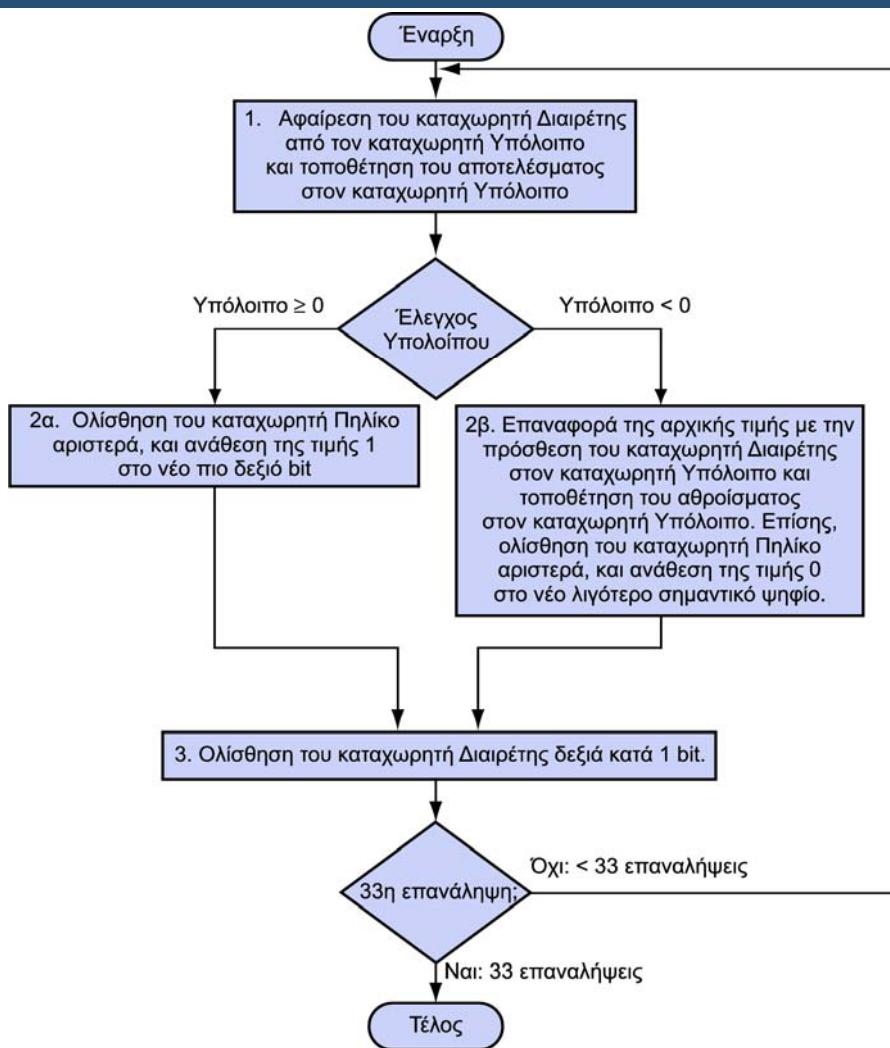 Έναρξη
1. Αφαίρεση του καταχωρητή Διαιρέτης
από τον καταχωρητή Υπόλοιπο
και τοποθέτηση του αποτελέσματος
στον καταχωρητή Υπόλοιπο
Υπόλοιπο ≥ 0
Έλεγχος
Υπολοίπου
Υπόλοιπο < 0
2α. Ολίσθηση του καταχωρητή Πηλίκο
αριστερά, και ανάθεση της τιμής 1
στο νέο πιο δεξιό bit
2β. Επαναφορά της αρχικής τιμής με την
πρόσθεση του καταχωρητή Διαιρέτης
στον καταχωρητή Υπόλοιπο και
τοποθέτηση του αθροίσματος
στον καταχωρητή Υπόλοιπο. Επίσης,
ολίσθηση του καταχωρητή Πηλίκο
αριστερά, και ανάθεση της τιμής 0
στο νέο λιγότερο σημαντικό ψηφίο.
3. Ολίσθηση του καταχωρητή Διαιρέτης δεξιά κατά 1 bit.
33η επανάληψη;
Όχι: < 33 επαναλήψεις
Ναι: 33 επαναλήψεις
Τέλος